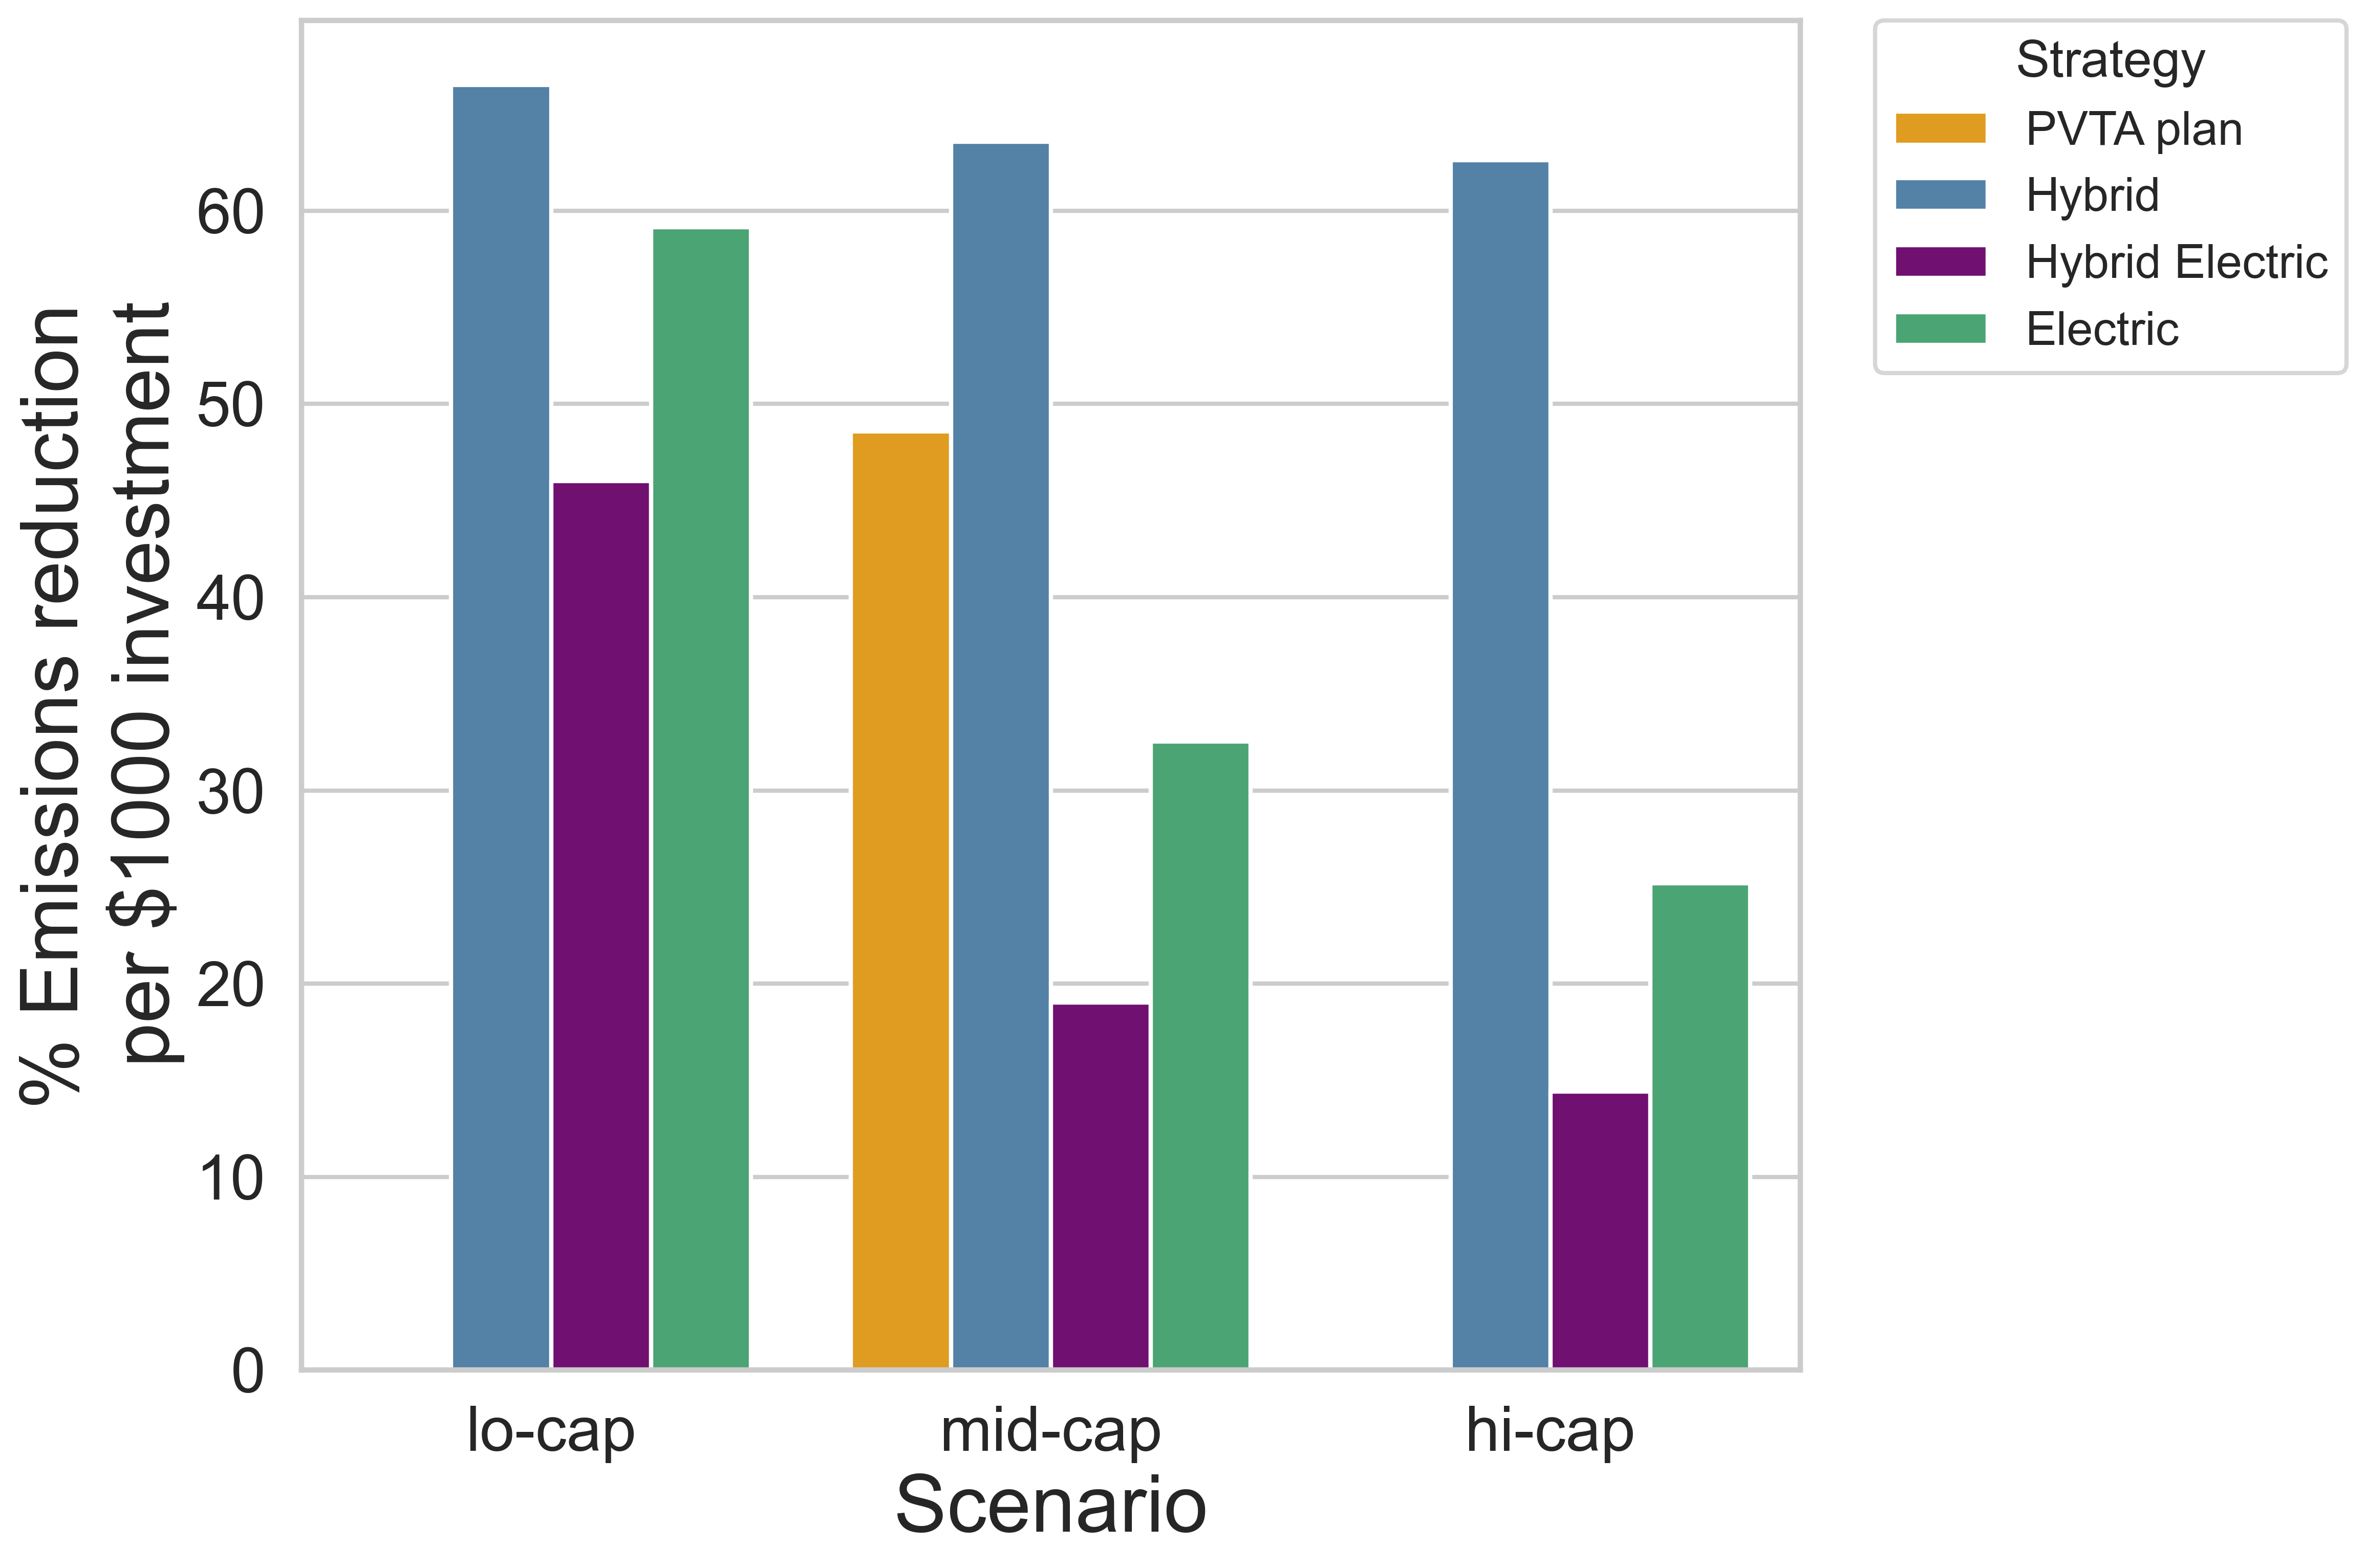 % Emissions reduction
per $1000 investment
60
50
40
30
20
10
0
lo-cap
mid-cap
hi-cap
Scenario
Strategy
PVTA plan
Hybrid
Hybrid Electric
Electric